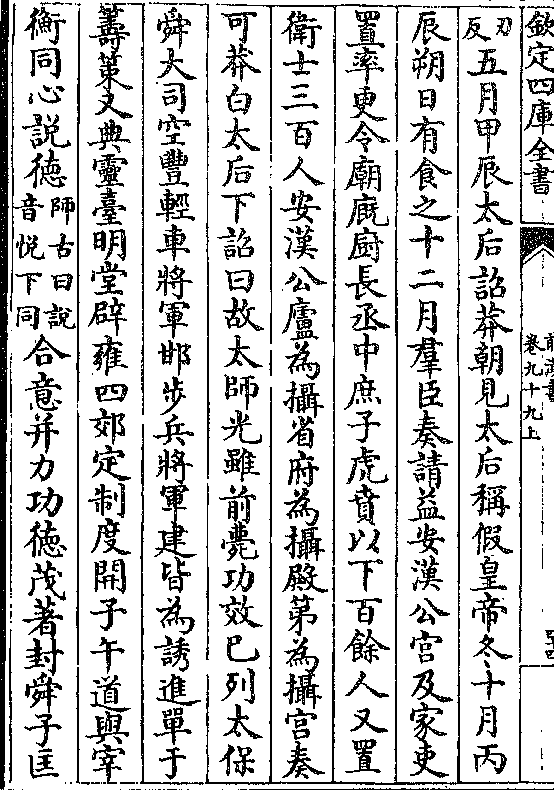 欽定四庫全書
卷九十九上
刃反五月甲辰太后詔莽朝見太后稱假皇帝冬十月丙
辰朔日有食之十二月羣臣奏請益安漢公宮及家吏
置率更令廟廐厨長丞中庶子虎賁以下百餘人又置
衛士三百人安漢公廬為攝省府為攝殿第為攝宮奏
可莽白太后下詔曰故太師光雖前薨功效已列太保
舜大司空豐輕車將軍邯步兵將軍建皆為誘進單于
籌策又典靈臺明堂辟雍四郊定制度開子午道與宰
衡同心說德師古曰說音悅下同合意并力功德茂著封舜子匡